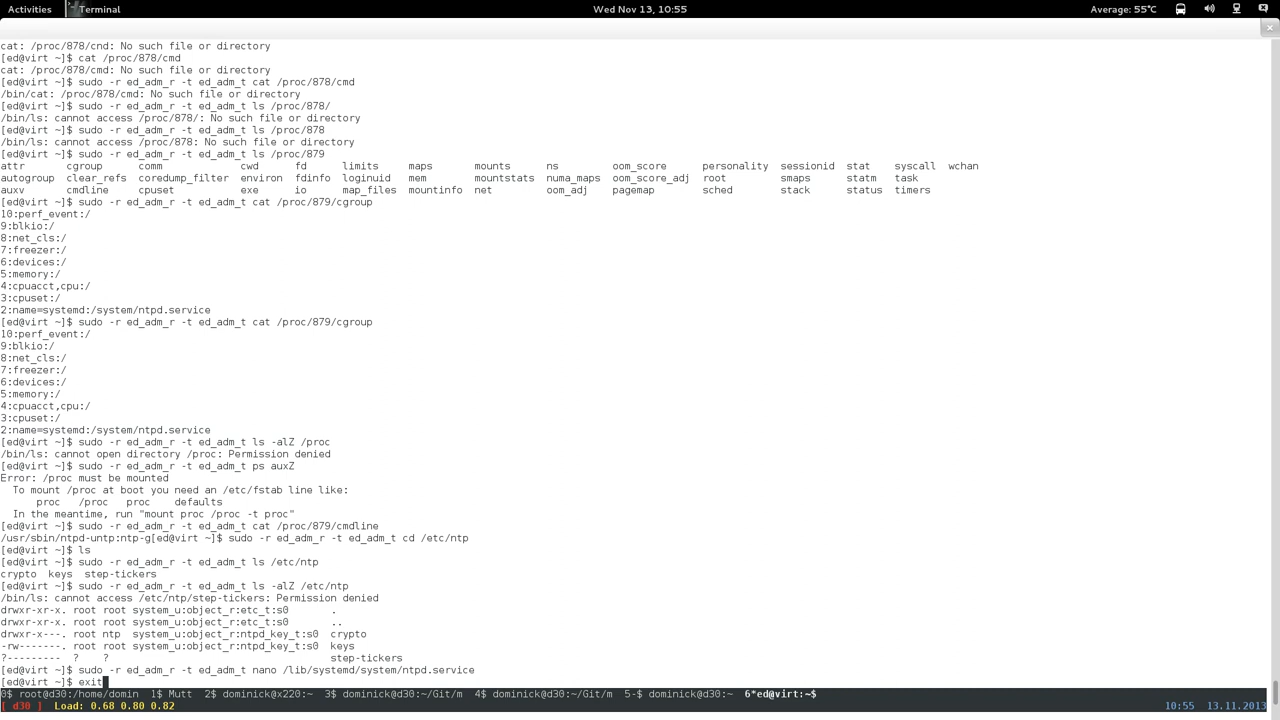 Activities Terminal Wed Nov 13, 10:55 Average: 55°C
cat: /proc/878/cnd: No such file or directory
[ed@virt ~]$ cat /proc/878/cmd
cat: /proc/878/cmd: No such file or directory
[ed@virt ~]$ sudo -r ed_adm_r -t ed_adm_t cat /proc/878/cmd
/bin/cat: /proc/878/cmd: No such file or directory
[ed@virt ~]$ sudo -r ed_adm_r -t ed_adm_t ls /proc/878/
/bin/ls: cannot access /proc/878/: No such file or directory
[ed@virt ~]$ sudo -r ed_adm_r -t ed_adm_t ls /proc/878
/bin/ls: cannot access /proc/878: No such file or directory
[ed@virt ~]$ sudo -r ed_adm_r -t ed_adm_t ls /proc/879
attr cgroup comm cwd fd limits maps mounts ns oom_score personality sessionid stat syscall wchan
autogroup clear_refs coredump_filter environ fdinfo loginuid mem mountstats numa_maps oom_score_adj root smaps statm task
auxv cmdline cpuset exe io map_files mountinfo net oom_adj pagemap sched stack status timers
[ed@virt ~]$ sudo -r ed_adm_r -t ed_adm_t cat /proc/879/cgroup
10:perf_event:/
9:blkio:/
8:net_cls:/
7:freezer:/
6:devices:/
5:memory:/
4:cpuacct,cpu:/
3:cpuset:/
2:name=systemd:/system/ntpd.service
[ed@virt ~]$ sudo -r ed_adm_r -t ed_adm_t cat /proc/879/cgroup
10:perf_event:/
9:blkio:/
8:net_cls:/
7:freezer:/
6:devices:/
5:memory:/
4:cpuacct,cpu:/
3:cpuset:/
2:name=systemd:/system/ntpd.service
[ed@virt ~]$ sudo -r ed_adm_r -t ed_adm_t ls -alZ /proc
/bin/ls: cannot open directory /proc: Permission denied
[ed@virt ~]$ sudo -r ed_adm_r -t ed_adm_t ps auxZ
Error: /proc must be mounted
To mount /proc at boot you need an /etc/fstab line like:
proc /proc proc defaults
In the meantime, run "mount proc /proc -t proc"
[ed@virt ~]$ sudo -r ed_adm_r -t ed_adm_t cat /proc/879/cmdline
/usr/sbin/ntpd-untp:ntp-g[ed@virt ~]$ sudo -r ed_adm_r -t ed_adm_t cd /etc/ntp
[ed@virt ~]$ ls
[ed@virt ~]$ sudo -r ed_adm_r -t ed_adm_t ls /etc/ntp
crypto keys step-tickers
[ed@virt ~]$ sudo -r ed_adm_r -t ed_adm_t ls -alZ /etc/ntp
/bin/ls: cannot access /etc/ntp/step-tickers: Permission denied
drwxr-xr-x. root root system_u:object_r:etc_t:s0 .
drwxr-xr-x. root root system_u:object_r:etc_t:s0 ..
drwxr-x---. root ntp system_u:object_r:ntpd_key_t:s0 crypto
-rw-------. root root system_u:object_r:ntpd_key_t:s0 keys
?--------- ? ? step-tickers
[ed@virt ~]$ sudo -r ed_adm_r -t ed_adm_t nano /lib/systemd/system/ntpd.service
[ed@virt ~]$ exit
0$ root@d30:/home/domin 1$ Mutt 2$ dominick@x220:~ 3$ dominick@d30:~/Git/m 4$ dominick@d30:~/Git/m 5-$ dominick@d30:~ 6*ed@virt:~$
[ d30 ] Load: 0.68 0.80 0.82 10:55 13.11.2013